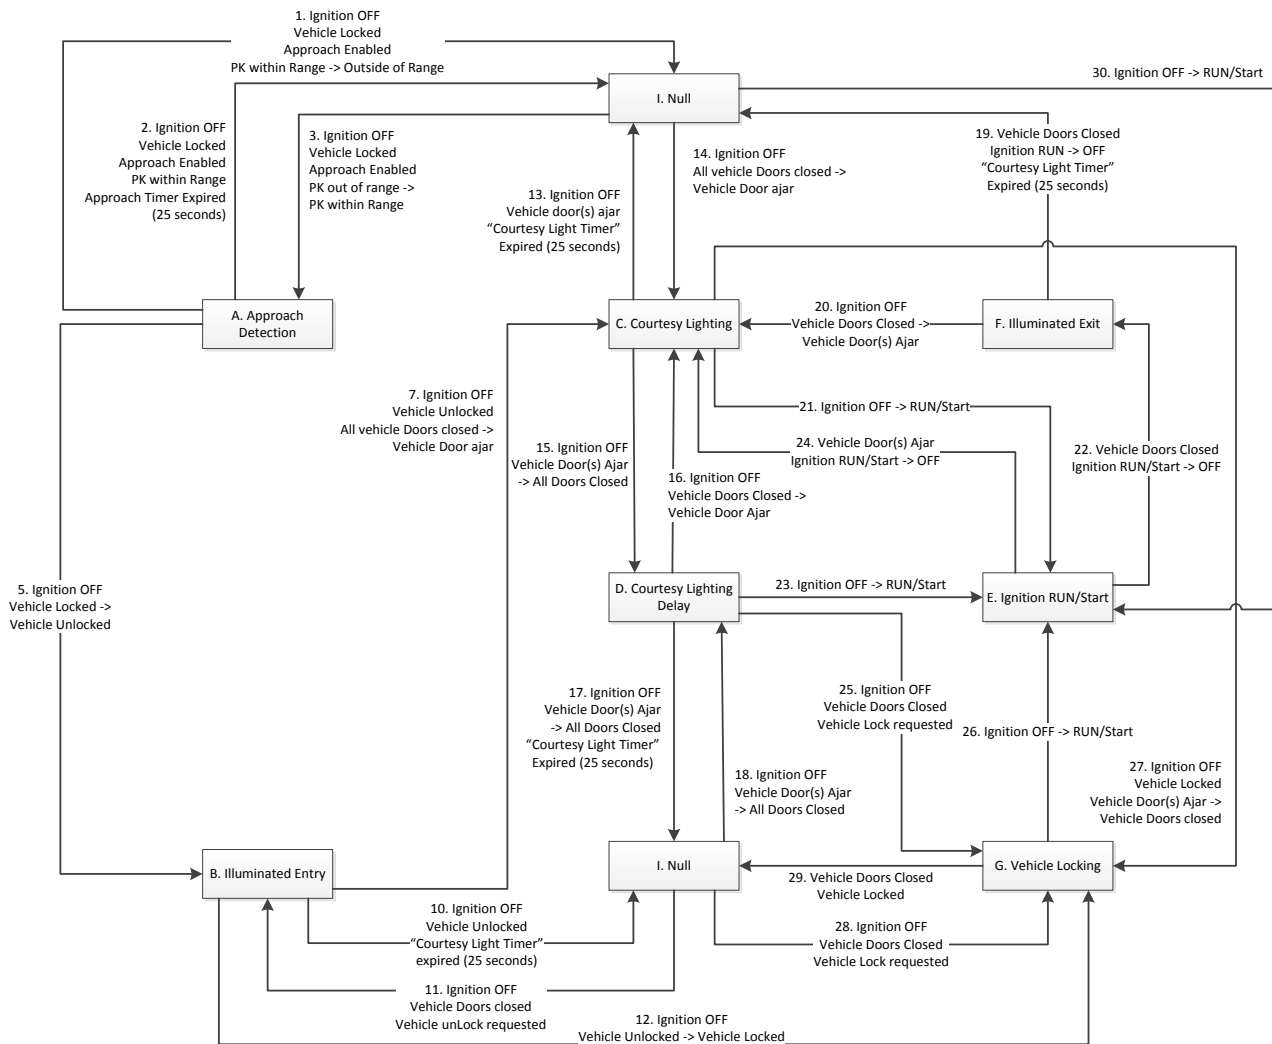 1. Ignition OFF
Vehicle Locked
Approach Enabled
PK within Range -> Outside of Range
30. Ignition OFF -> RUN/Start
I. Null
2. Ignition OFF
Vehicle Locked
Approach Enabled
PK within Range
Approach Timer Expired
(25 seconds)
3. Ignition OFF
Vehicle Locked
Approach Enabled
PK out of range ->
PK within Range
13. Ignition OFF
Vehicle door(s) ajar
“Courtesy Light Timer”
Expired (25 seconds)
14. Ignition OFF
All vehicle Doors closed ->
Vehicle Door ajar
19. Vehicle Doors Closed
Ignition RUN -> OFF
“Courtesy Light Timer”
Expired (25 seconds)
A. Approach
Detection
C. Courtesy Lighting
20. Ignition OFF
Vehicle Doors Closed ->
Vehicle Door(s) Ajar
F. Illuminated Exit
7. Ignition OFF
Vehicle Unlocked
All vehicle Doors closed ->
Vehicle Door ajar
21. Ignition OFF -> RUN/Start
15. Ignition OFF
Vehicle Door(s) Ajar
-> All Doors Closed
24. Vehicle Door(s) Ajar
Ignition RUN/Start -> OFF
22. Vehicle Doors Closed
Ignition RUN/Start -> OFF
16. Ignition OFF
Vehicle Doors Closed ->
Vehicle Door Ajar
5. Ignition OFF
Vehicle Locked ->
Vehicle Unlocked
D. Courtesy Lighting
Delay
23. Ignition OFF -> RUN/Start
E. Ignition RUN/Start
17. Ignition OFF
Vehicle Door(s) Ajar
-> All Doors Closed
“Courtesy Light Timer”
Expired (25 seconds)
25. Ignition OFF
Vehicle Doors Closed
Vehicle Lock requested
26. Ignition OFF -> RUN/Start
18. Ignition OFF
Vehicle Door(s) Ajar
-> All Doors Closed
27. Ignition OFF
Vehicle Locked
Vehicle Door(s) Ajar ->
Vehicle Doors closed
B. Illuminated Entry
I. Null
29. Vehicle Doors Closed
Vehicle Locked
G. Vehicle Locking
10. Ignition OFF
Vehicle Unlocked
“Courtesy Light Timer”
expired (25 seconds)
28. Ignition OFF
Vehicle Doors Closed
Vehicle Lock requested
11. Ignition OFF
Vehicle Doors closed
Vehicle unLock requested
12. Ignition OFF
Vehicle Unlocked -> Vehicle Locked